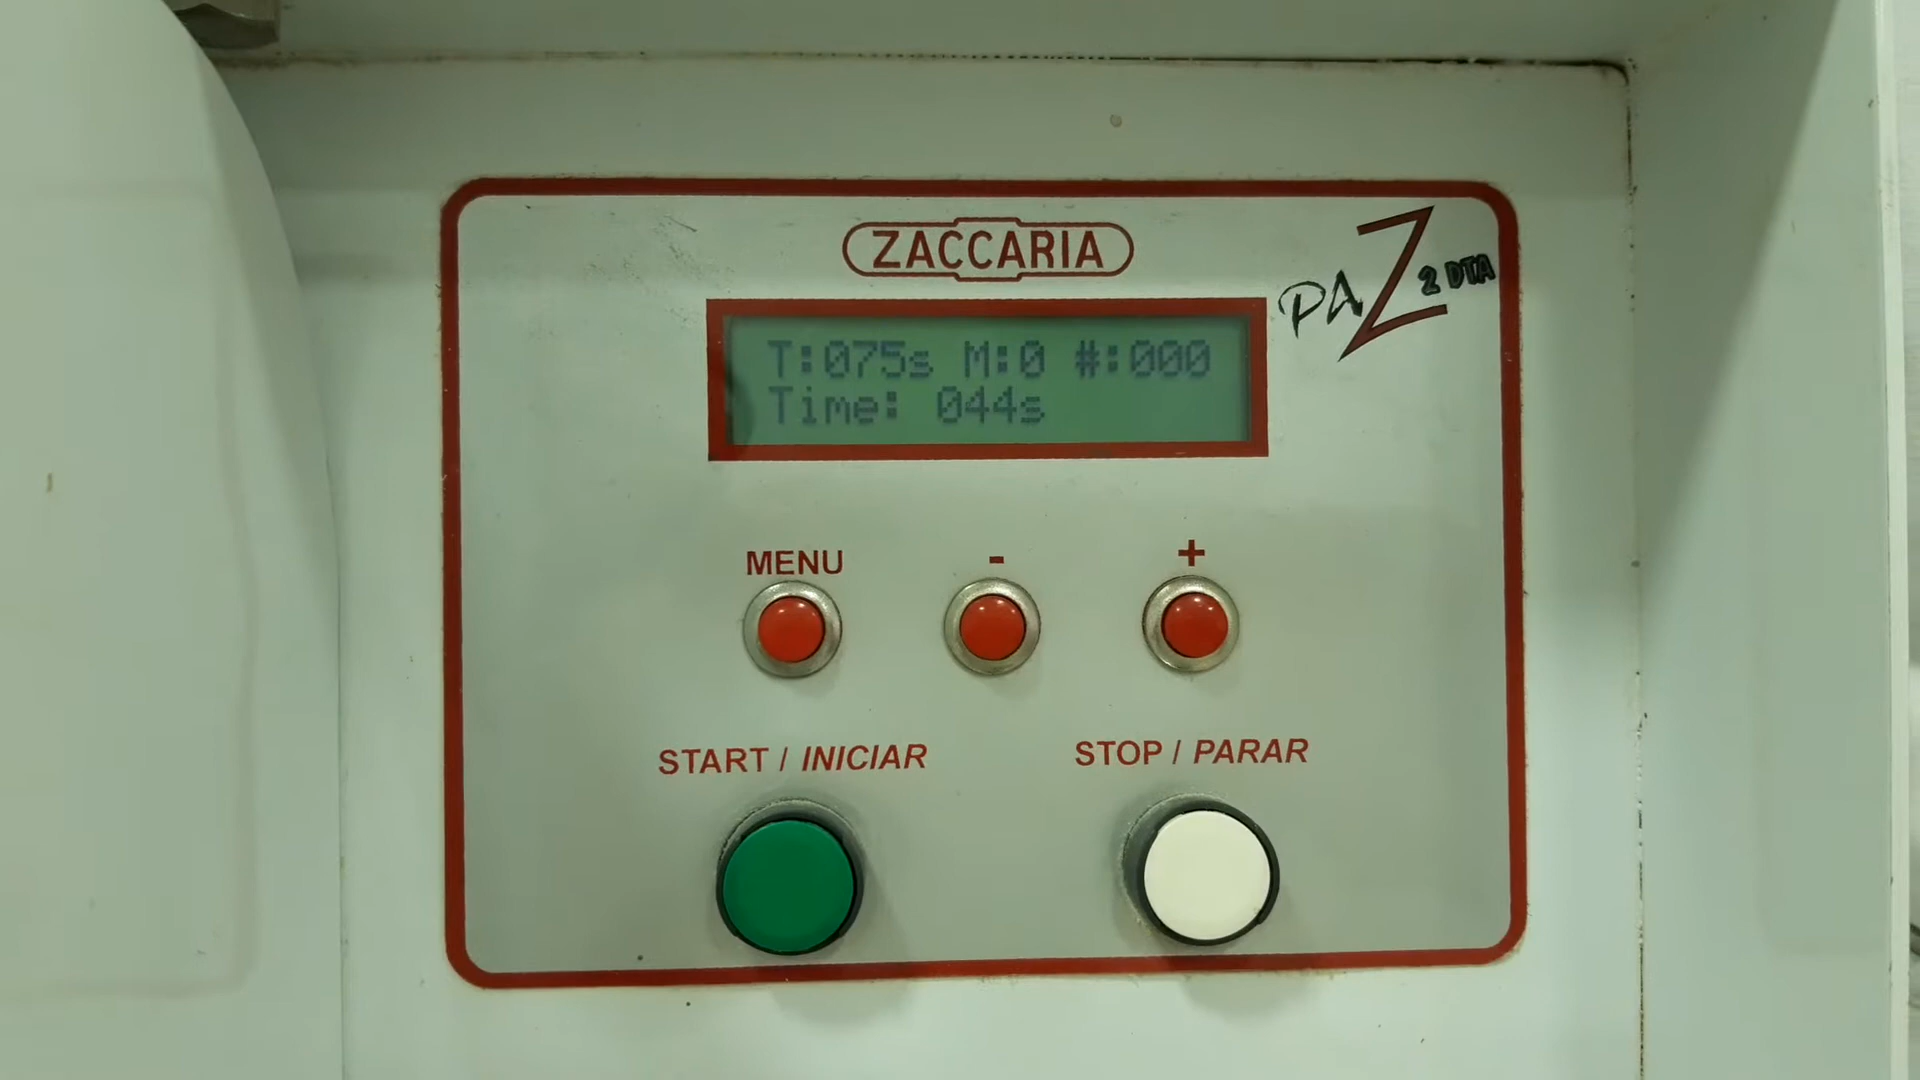 ZACCARIA
PAZ 2 DTA
T:075s M:0 #:000
Time: 044s
MENU - +
START / INICIAR STOP / PARAR